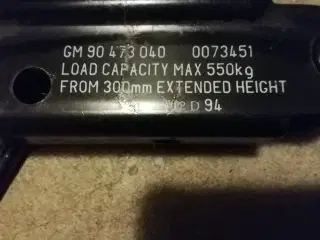 GM 90 473 040 0073451
LOAD CAPACITY MAX 550kg
FROM 300mm EXTENDED HEIGHT
D 94